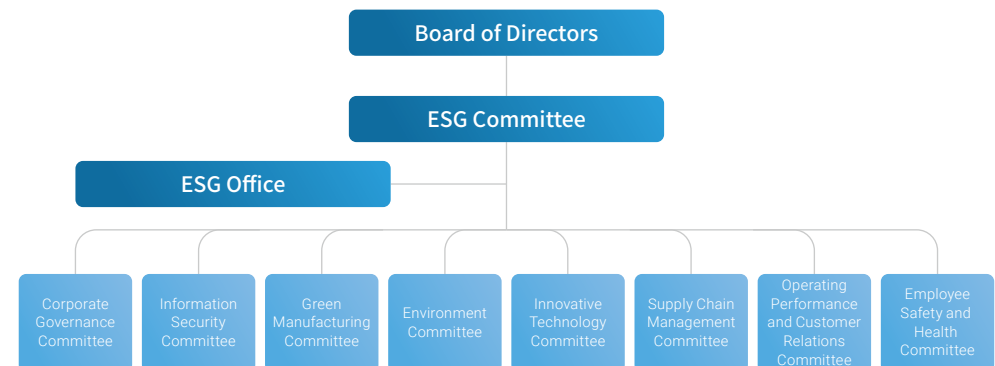 Board of Directors
ESG Committee
ESG Office
Corporate
Governance
Committee
Information
Security
Committee
Green
Manufacturing
Committee
Environment
Committee
Innovative
Technology
Committee
Supply Chain
Management
Committee
Operating
Performance
and Customer
Relations
Committee
Employee
Safety and
Health
Committee